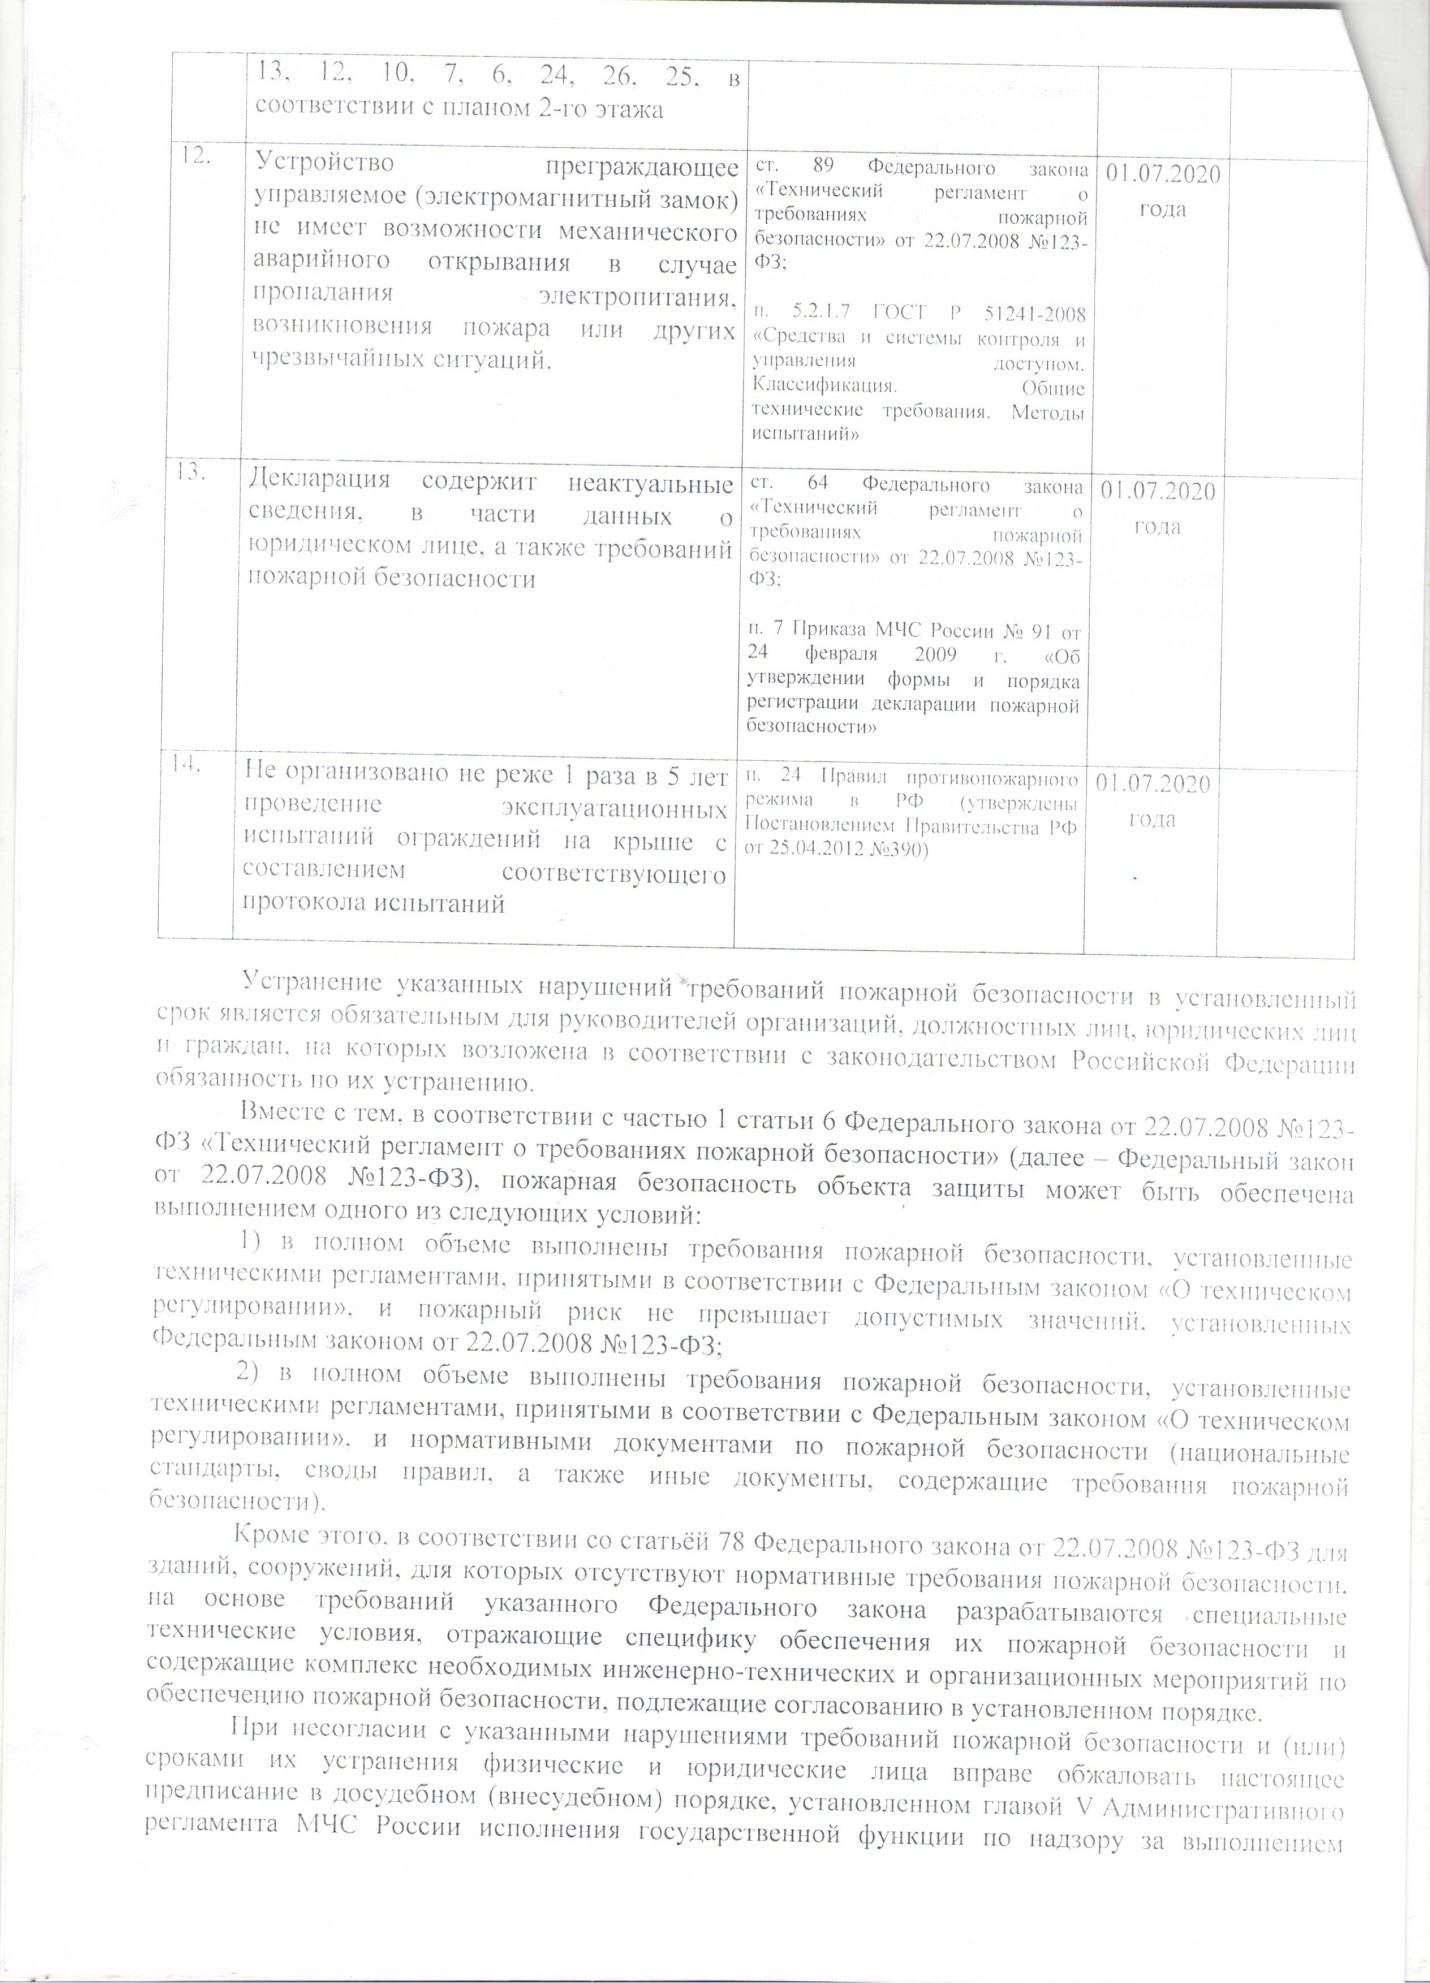 13, 12, 10, 7, 6, 24, 26, 25, в
соответствии с планом 2-го этажа
12.
Устройство преграждающее
управляемое (электромагнитный замок)
не имеет возможности механического
аварийного открывания в случае
пропадания электропитания,
возникновения пожара или других
чрезвычайных ситуаций.
ст. 89 Федерального закона
«Технический регламент о
требованиях пожарной
безопасности» от 22.07.2008 №123-
ФЗ;
п. 5.2.1.7 ГОСТ Р 51241-2008
«Средства и системы контроля и
управления доступом.
Классификация. Общие
технические требования. Методы
испытаний»
01.07.2020
года
13.
Декларация содержит неактуальные
сведения, в части данных о
юридическом лице, а также требований
пожарной безопасности
ст. 64 Федерального закона
«Технический регламент о
требованиях пожарной
безопасности» от 22.07.2008 №123-
ФЗ;
п. 7 Приказа МЧС России № 91 от
24 февраля 2009 г. «Об
утверждении формы и порядка
регистрации декларации пожарной
безопасности»
01.07.2020
года
14.
Не организовано не реже 1 раза в 5 лет
проведение эксплуатационных
испытаний ограждений на крыше с
составлением соответствующего
протокола испытаний
п. 24 Правил противопожарного
режима в РФ (утверждены
Постановлением Правительства РФ
от 25.04.2012 №390)
01.07.2020
года
Устранение указанных нарушений требований пожарной безопасности в установленный
срок является обязательным для руководителей организаций, должностных лиц, юридических лиц
и граждан, на которых возложена в соответствии с законодательством Российской Федерации
обязанность по их устранению.
Вместе с тем, в соответствии с частью 1 статьи 6 Федерального закона от 22.07.2008 №123-
ФЗ «Технический регламент о требованиях пожарной безопасности» (далее – Федеральный закон
от 22.07.2008 №123-ФЗ), пожарная безопасность объекта защиты может быть обеспечена
выполнением одного из следующих условий:
1) в полном объеме выполнены требования пожарной безопасности, установленные
техническими регламентами, принятыми в соответствии с Федеральным законом «О техническом
регулировании», и пожарный риск не превышает допустимых значений, установленных
Федеральным законом от 22.07.2008 №123-ФЗ;
2) в полном объеме выполнены требования пожарной безопасности, установленные
техническими регламентами, принятыми в соответствии с Федеральным законом «О техническом
регулировании», и нормативными документами по пожарной безопасности (национальные
стандарты, своды правил, а также иные документы, содержащие требования пожарной
безопасности).
Кроме этого, в соответствии со статьёй 78 Федерального закона от 22.07.2008 №123-ФЗ для
зданий, сооружений, для которых отсутствуют нормативные требования пожарной безопасности,
на основе требований указанного Федерального закона разрабатываются специальные
технические условия, отражающие специфику обеспечения их пожарной безопасности и
содержащие комплекс необходимых инженерно-технических и организационных мероприятий по
обеспечению пожарной безопасности, подлежащие согласованию в установленном порядке.
При несогласии с указанными нарушениями требований пожарной безопасности и (или)
сроками их устранения физические и юридические лица вправе обжаловать настоящее
предписание в досудебном (внесудебном) порядке, установленном главой V Административного
регламента МЧС России исполнения государственной функции по надзору за выполнением